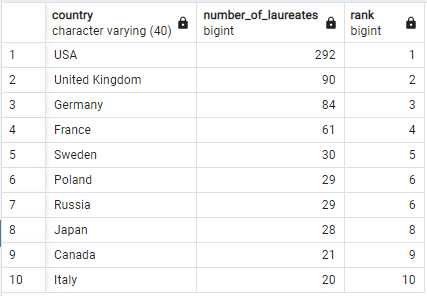 country number_of_laureates rank
character varying (40) bigint bigint
1 USA 292 1
2 United Kingdom 90 2
3 Germany 84 3
4 France 61 4
5 Sweden 30 5
6 Poland 29 6
7 Russia 29 6
8 Japan 28 8
9 Canada 21 9
10 Italy 20 10